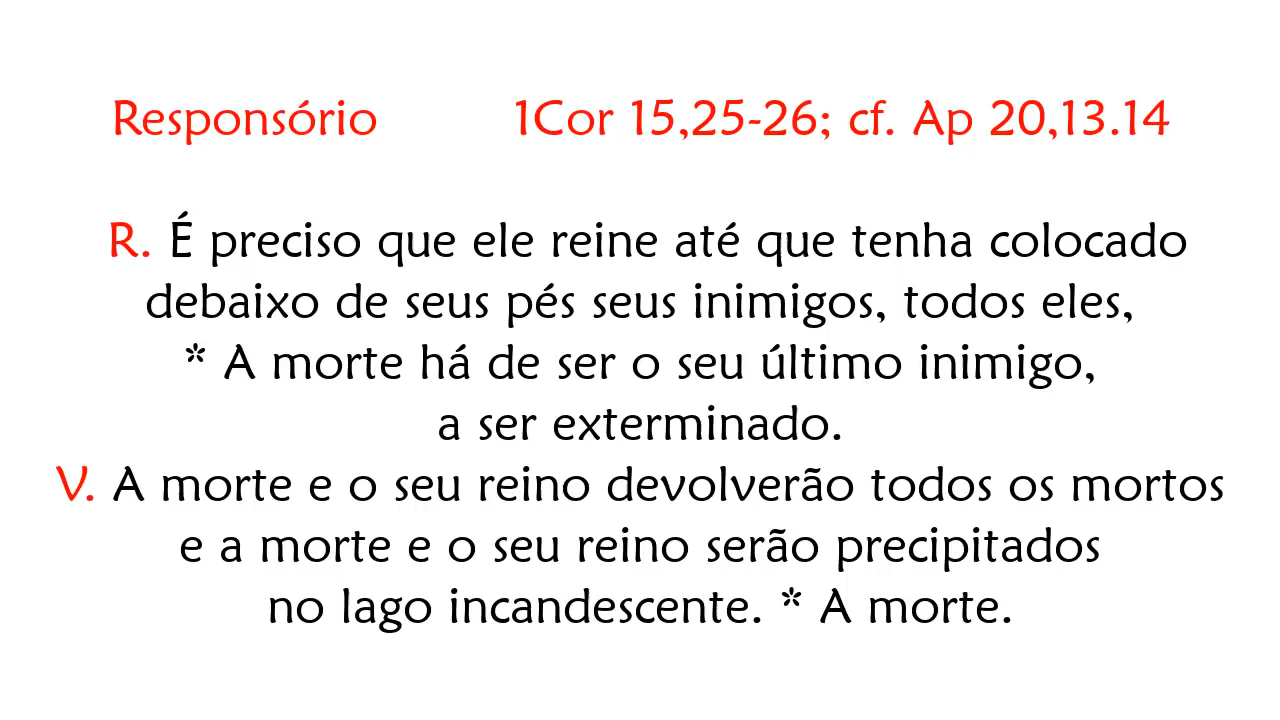 Responsório 1Cor 15,25-26; cf. Ap 20,13.14
R. É preciso que ele reine até que tenha colocado
debaixo de seus pés seus inimigos, todos eles,
* A morte há de ser o seu último inimigo,
a ser exterminado.
V. A morte e o seu reino devolverão todos os mortos
e a morte e o seu reino serão precipitados
no lago incandescente. * A morte.